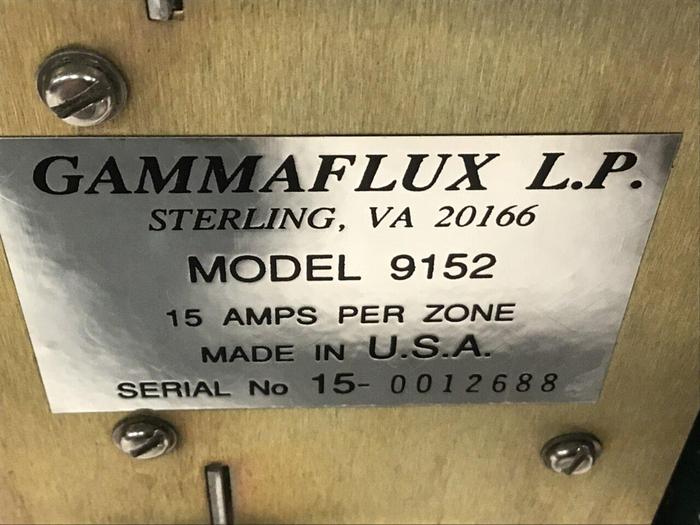 GAMMAFLUX L.P.
STERLING, VA 20166
MODEL 9152
15 AMPS PER ZONE
MADE IN U.S.A.
SERIAL No 15- 0012688